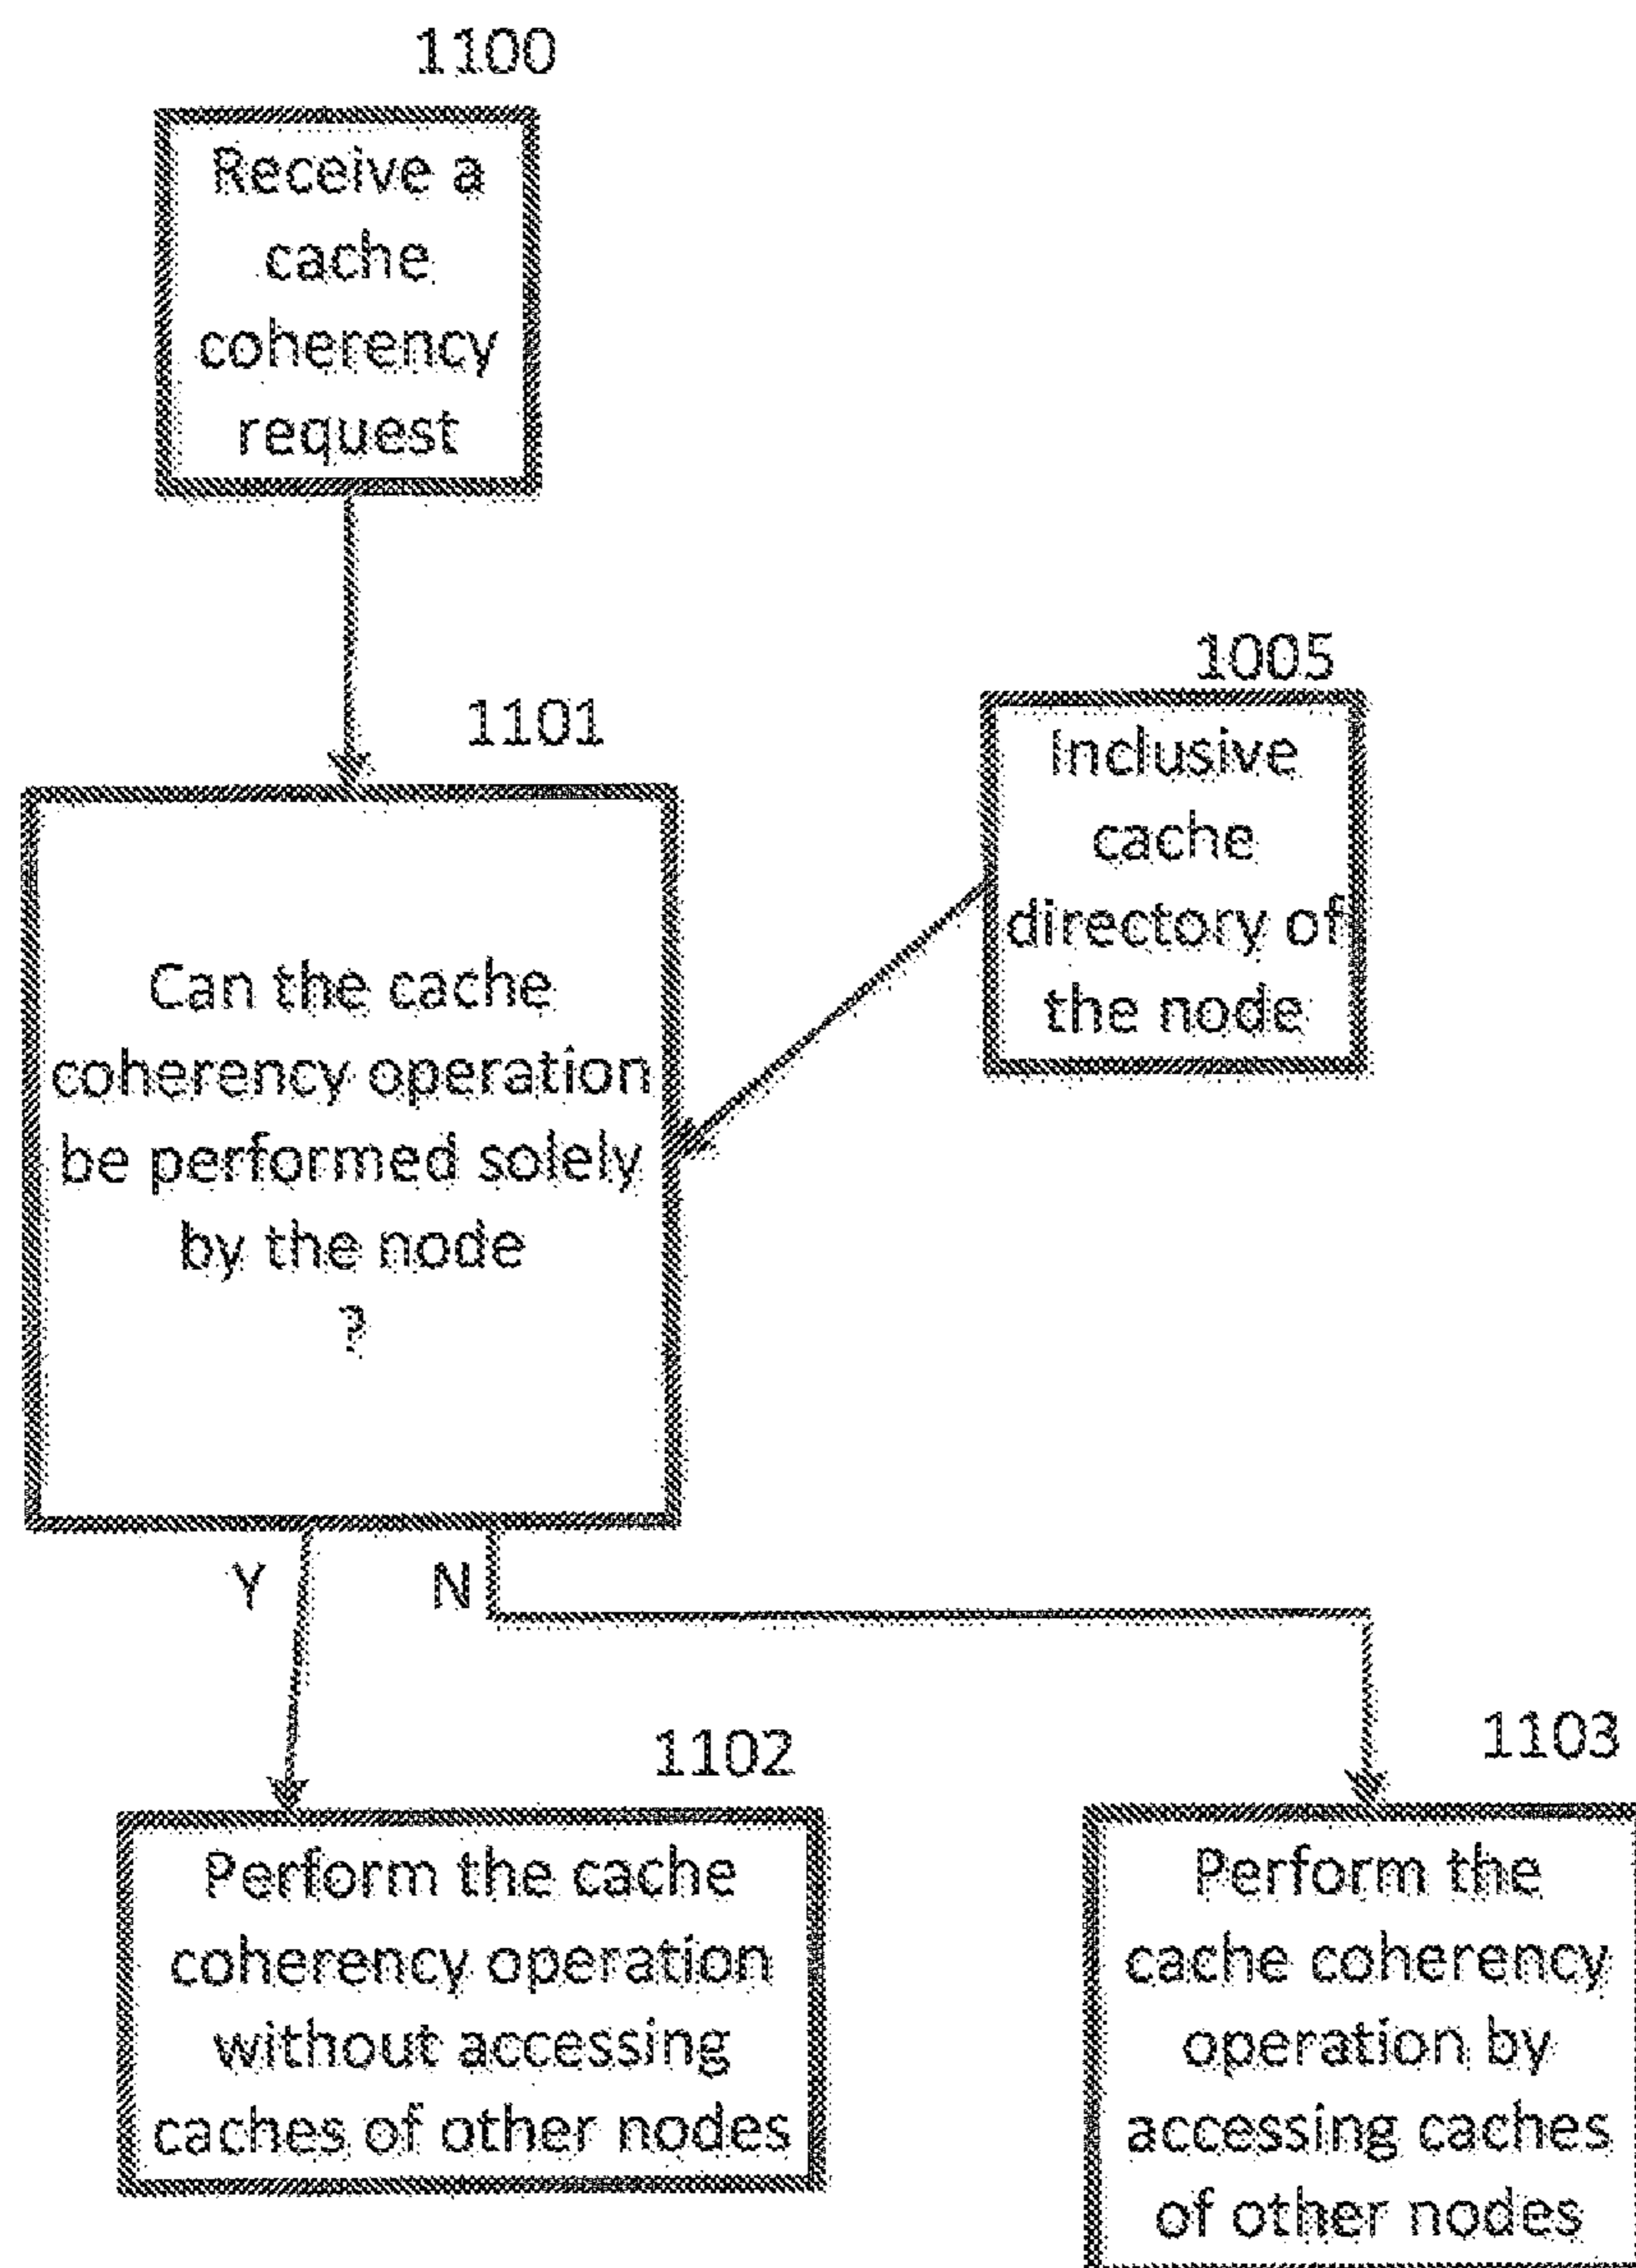 1100
Receive a
cache
coherency
request
1101
Can the cache
coherency operation
be performed solely
by the node
?
1005
Inclusive
cache
directory of
the node
Y
N
1102
Perform the cache
coherency operation
without accessing
caches of other nodes
1103
Perform the
cache coherency
operation by
accessing caches
of other nodes